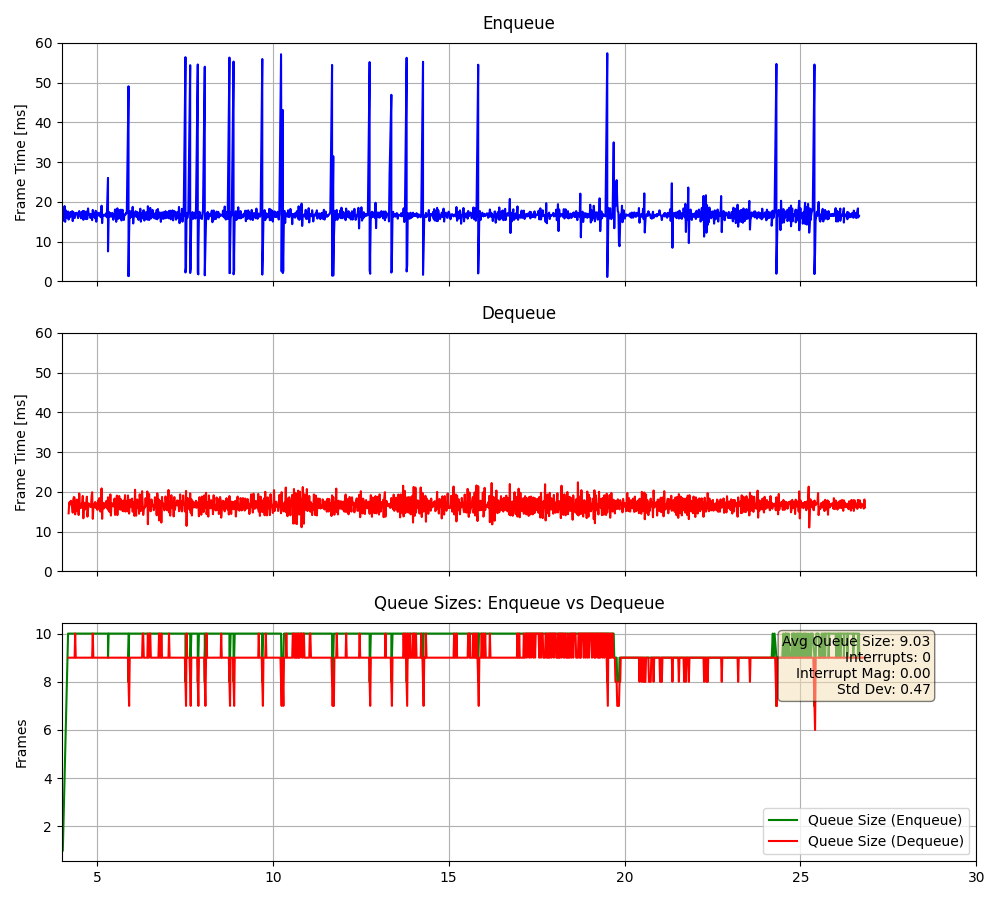 Enqueue
Frame Time [ms]
60
50
40
30
20
10
0
Dequeue
Frame Time [ms]
60
50
40
30
20
10
0
Queue Sizes: Enqueue vs Dequeue
Frames
10
8
6
4
2
Avg Queue Size: 9.03
Interrupts: 0
Interrupt Mag: 0.00
Std Dev: 0.47
Queue Size (Enqueue)
Queue Size (Dequeue)
5 10 15 20 25 30